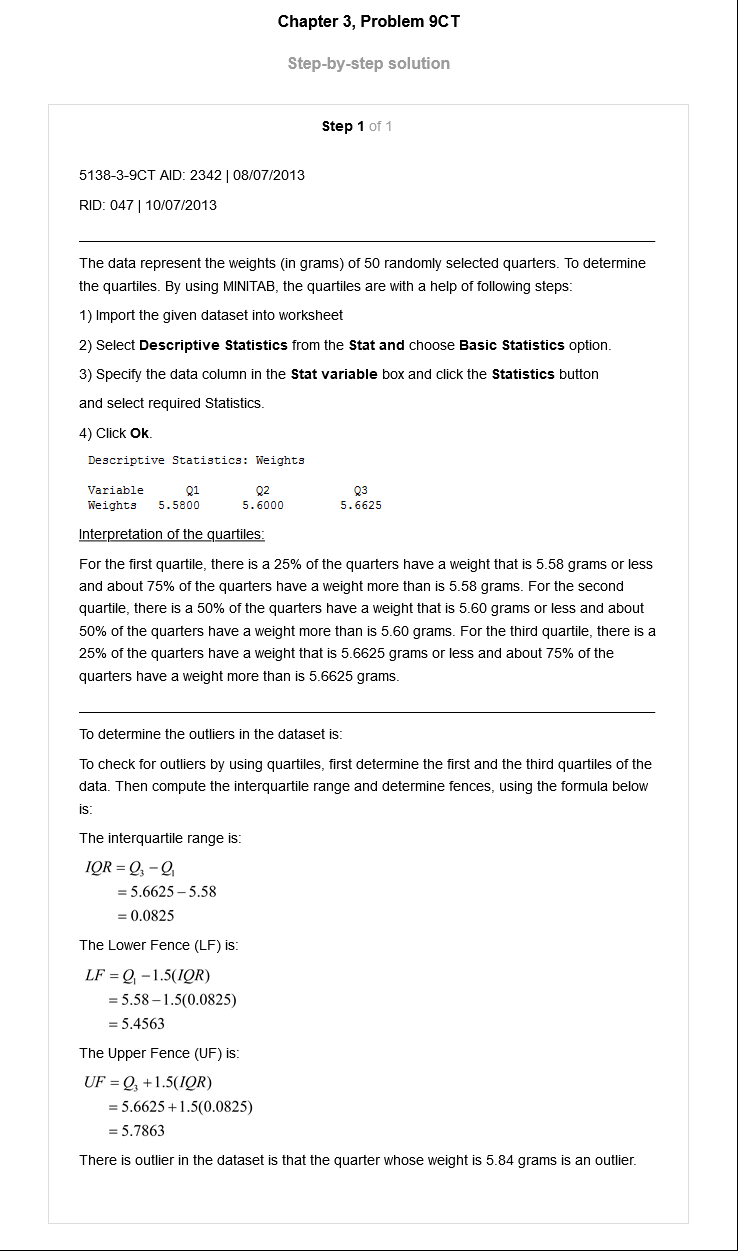 Chapter 3, Problem 9CT
Step-by-step solution
Step 1 of 1
5138-3-9CT AID: 2342 | 08/07/2013
RID: 047 | 10/07/2013
The data represent the weights (in grams) of 50 randomly selected quarters. To determine
the quartiles. By using MINITAB, the quartiles are with a help of following steps:
1) Import the given dataset into worksheet
2) Select Descriptive Statistics from the Stat and choose Basic Statistics option.
3) Specify the data column in the Stat variable box and click the Statistics button
and select required Statistics.
4) Click Ok.
Descriptive Statistics: Weights
Variable Q1 Q2 Q3
Weights 5.5800 5.6000 5.6625
Interpretation of the quartiles:
For the first quartile, there is a 25% of the quarters have a weight that is 5.58 grams or less
and about 75% of the quarters have a weight more than is 5.58 grams. For the second
quartile, there is a 50% of the quarters have a weight that is 5.60 grams or less and about
50% of the quarters have a weight more than is 5.60 grams. For the third quartile, there is a
25% of the quarters have a weight that is 5.6625 grams or less and about 75% of the
quarters have a weight more than is 5.6625 grams.
To determine the outliers in the dataset is:
To check for outliers by using quartiles, first determine the first and the third quartiles of the
data. Then compute the interquartile range and determine fences, using the formula below
is:
The interquartile range is:
IQR = Q₃ − Q₁
= 5.6625 − 5.58
= 0.0825
The Lower Fence (LF) is:
LF = Q₁ − 1.5(IQR)
= 5.58 − 1.5(0.0825)
= 5.4563
The Upper Fence (UF) is:
UF = Q₃ + 1.5(IQR)
= 5.6625 + 1.5(0.0825)
= 5.7863
There is outlier in the dataset is that the quarter whose weight is 5.84 grams is an outlier.